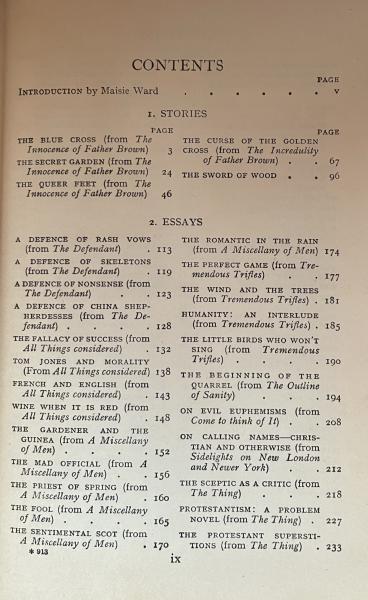 CONTENTS
PAGE
INTRODUCTION by Maisie Ward . . . . . . v
1. STORIES
PAGE
THE BLUE CROSS (from The
Innocence of Father Brown) 3
THE SECRET GARDEN (from The
Innocence of Father Brown) 24
THE QUEER FEET (from The
Innocence of Father Brown) 46
PAGE
THE CURSE OF THE GOLDEN
CROSS (from The Incredulity
of Father Brown) . . 67
THE SWORD OF WOOD . . 96
2. ESSAYS
A DEFENCE OF RASH VOWS
(from The Defendant) . 113
A DEFENCE OF SKELETONS
(from The Defendant) . 119
A DEFENCE OF NONSENSE (from
The Defendant) . . 123
A DEFENCE OF CHINA SHEP-
HERDESSES (from The De-
fendant) . . . . 128
THE FALLACY OF SUCCESS (from
All Things considered) . 132
TOM JONES AND MORALITY
(From All Things considered) 138
FRENCH AND ENGLISH (from
All Things considered) . 143
WINE WHEN IT IS RED (from
All Things considered) . 148
THE GARDENER AND THE
GUINEA (from A Miscellany
of Men) . . . . 152
THE MAD OFFICIAL (from A
Miscellany of Men) . . 156
THE PRIEST OF SPRING (from
A Miscellany of Men) . 160
THE FOOL (from A Miscellany
of Men) . . . . 165
THE SENTIMENTAL SCOT (from
A Miscellany of Men) . 170
THE ROMANTIC IN THE RAIN
(from A Miscellany of Men) 174
THE PERFECT GAME (from Tre-
mendous Trifles) . . 177
THE WIND AND THE TREES
(from Tremendous Trifles) . 181
HUMANITY: AN INTERLUDE
(from Tremendous Trifles) . 185
THE LITTLE BIRDS WHO WON'T
SING (from Tremendous
Trifles) . . . . 190
THE BEGINNING OF THE
QUARREL (from The Outline
of Sanity) . . . 194
ON EVIL EUPHEMISMS (from
Come to think of It) . . 208
ON CALLING NAMES—CHRIS-
TIAN AND OTHERWISE (from
Sidelights on New London
and Newer York) . . 212
THE SCEPTIC AS A CRITIC (from
The Thing) . . . 218
PROTESTANTISM: A PROBLEM
NOVEL (from The Thing) . 227
THE PROTESTANT SUPERSTI-
TIONS (from The Thing) . 233
* 913
ix